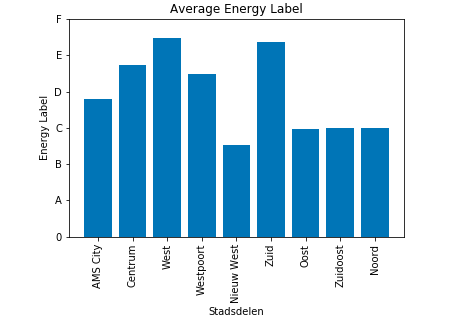 Average Energy Label
F
E
D
C
B
A
0
Energy Label
AMS City
Centrum
West
Westpoort
Nieuw West
Zuid
Oost
Zuidoost
Noord
Stadsdelen